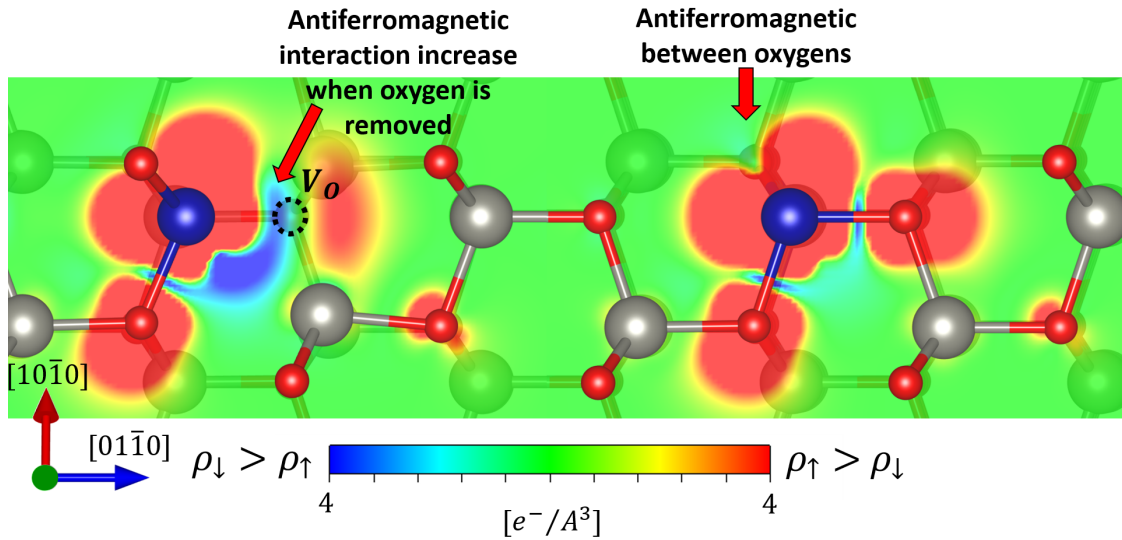 Antiferromagnetic
interaction increase
when oxygen is
removed
Antiferromagnetic
between oxygens
V_O
[101̅0]
[011̅0]
ρ↓ > ρ↑
ρ↑ > ρ↓
4
4
[e⁻/A³]